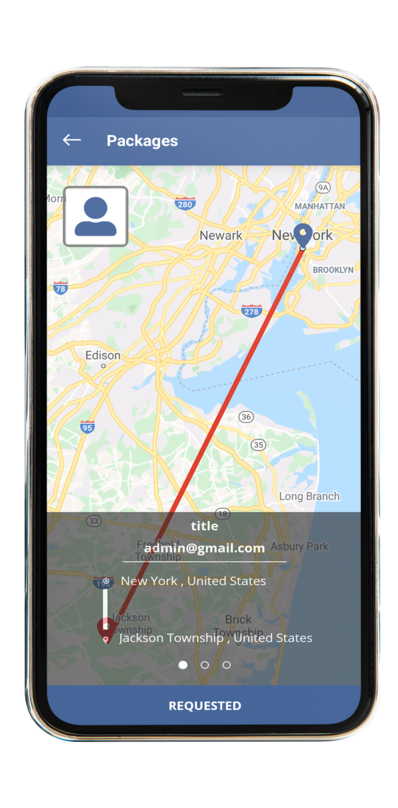 Packages
Morri
280
9A
MANHATTAN
Newark
New York
BROOKLYN
78
278
Edison
95
36
35
Long Branch
33
18
title
Freehold
Township
admin@gmail.com
Asbury Park
New York , United States
Jackson
Township
Brick
Township
Jackson Township , United States
REQUESTED